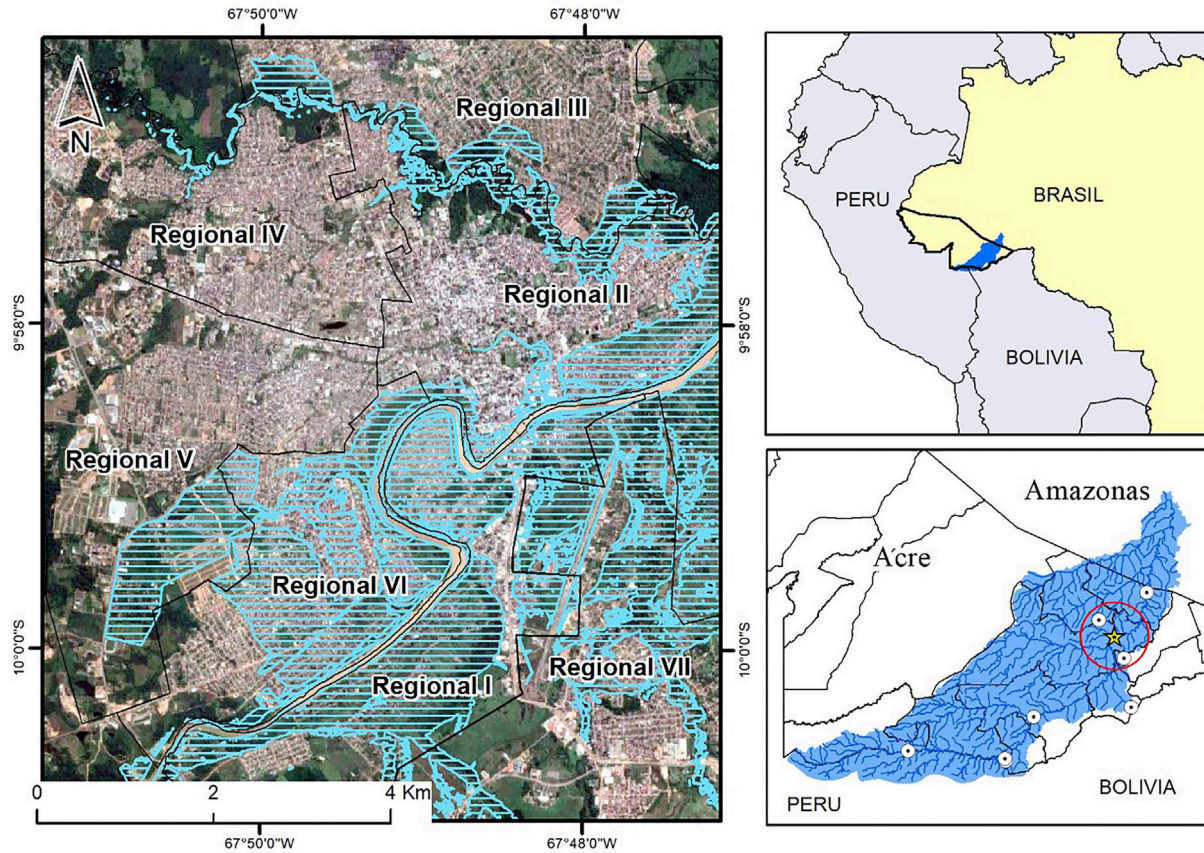 67°50'0"W
67°48'0"W
N
Regional III
Regional IV
Regional II
9°58'0"S
9°58'0"S
Regional V
Regional VI
10°0'0"S
10°0'0"S
Regional VII
Regional I
0
2
4 Km
67°50'0"W
67°48'0"W
PERU
BRASIL
BOLIVIA
Amazonas
Acre
PERU
BOLIVIA